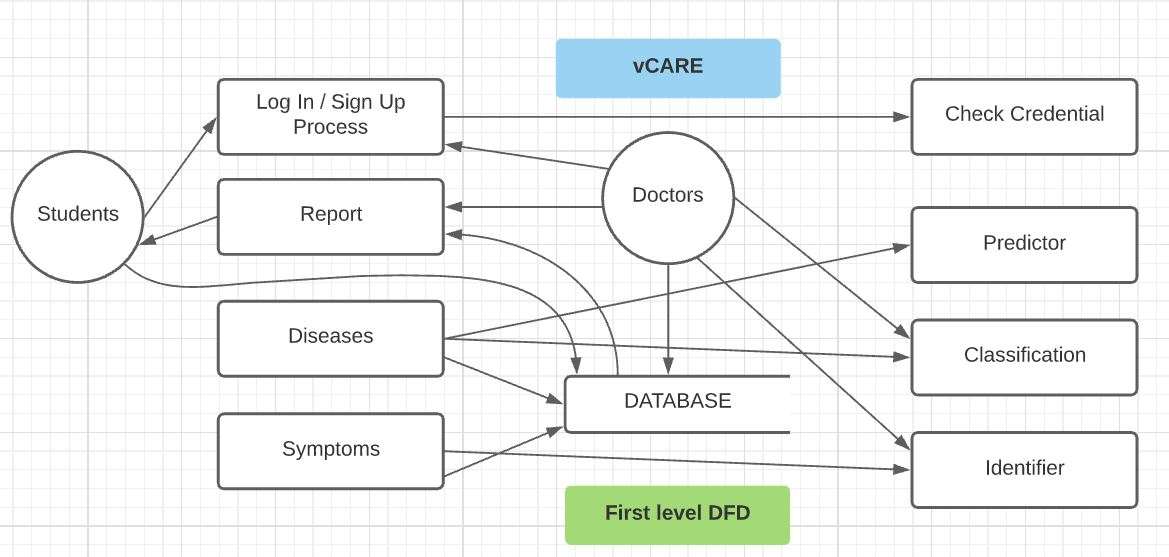 vCARE
Log In / Sign Up
Process
Check Credential
Students
Report
Doctors
Predictor
Diseases
Classification
DATABASE
Symptoms
Identifier
First level DFD